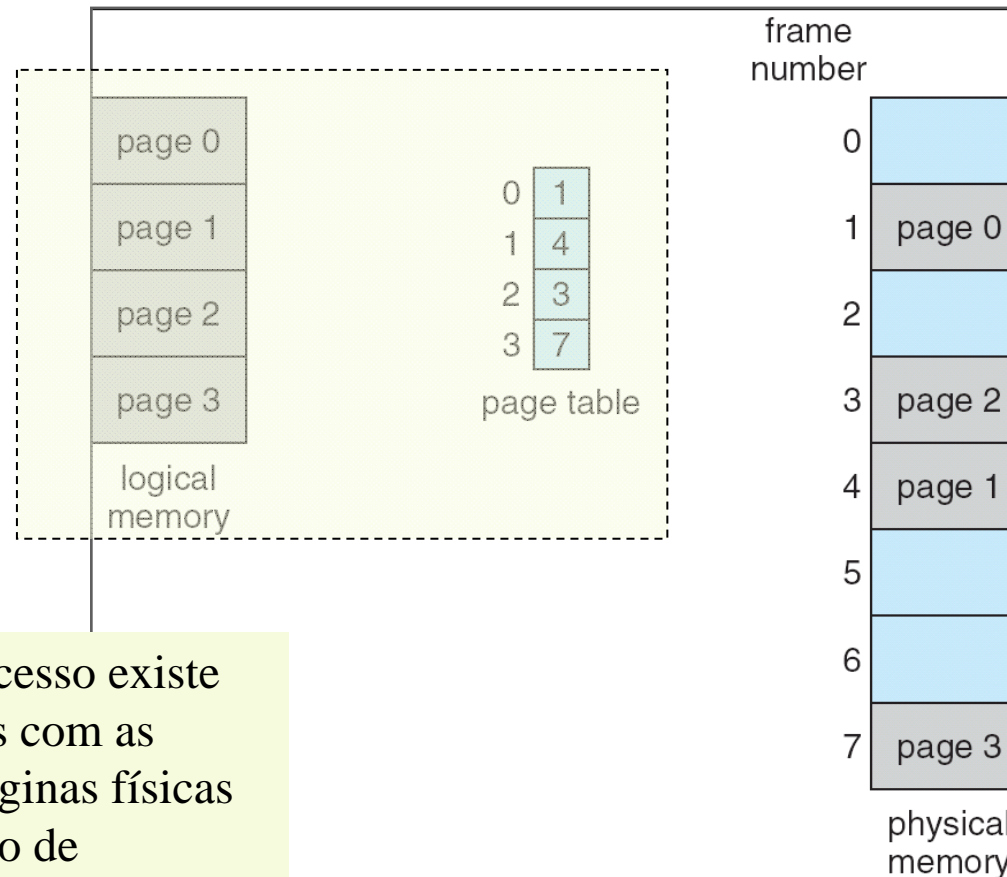 frame
number
page 0
page 1
page 2
page 3
logical
memory
0 1
1 4
2 3
3 7
page table
0
1 page 0
2
3 page 2
4 page 1
5
6
7 page 3
physical
memory
cesso existe
s com as
ginas físicas
o de